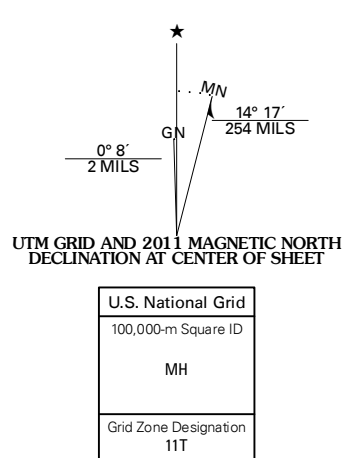 ★
MN
14° 17´
254 MILS
GN
0° 8´
2 MILS
UTM GRID AND 2011 MAGNETIC NORTH
DECLINATION AT CENTER OF SHEET
U.S. National Grid
100,000-m Square ID
MH
Grid Zone Designation
11T